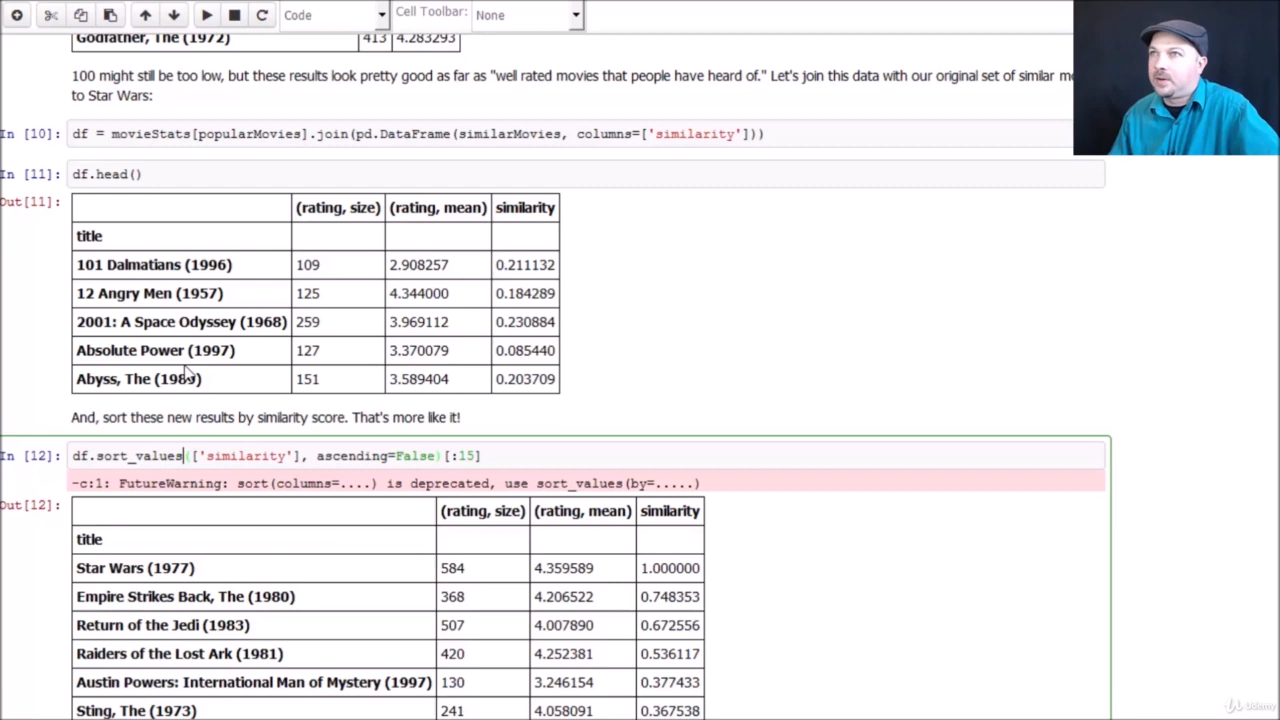 Code
Cell Toolbar:
None
Godfather, The (1972) 413 4.283293
100 might still be too low, but these results look pretty good as far as "well rated movies that people have heard of." Let's join this data with our original set of similar
to Star Wars:
In [10]: df = movieStats[popularMovies].join(pd.DataFrame(similarMovies, columns=['similarity']))
In [11]: df.head()
Out[11]:
(rating, size) (rating, mean) similarity
title
101 Dalmatians (1996) 109 2.908257 0.211132
12 Angry Men (1957) 125 4.344000 0.184289
2001: A Space Odyssey (1968) 259 3.969112 0.230884
Absolute Power (1997) 127 3.370079 0.085440
Abyss, The (1989) 151 3.589404 0.203709
And, sort these new results by similarity score. That's more like it!
In [12]: df.sort_values(['similarity'], ascending=False)[:15]
-c:1: FutureWarning: sort(columns=....) is deprecated, use sort_values(by=.....)
Out[12]:
(rating, size) (rating, mean) similarity
title
Star Wars (1977) 584 4.359589 1.000000
Empire Strikes Back, The (1980) 368 4.206522 0.748353
Return of the Jedi (1983) 507 4.007890 0.672556
Raiders of the Lost Ark (1981) 420 4.252381 0.536117
Austin Powers: International Man of Mystery (1997) 130 3.246154 0.377433
Sting, The (1973) 241 4.058091 0.367538
Udemy